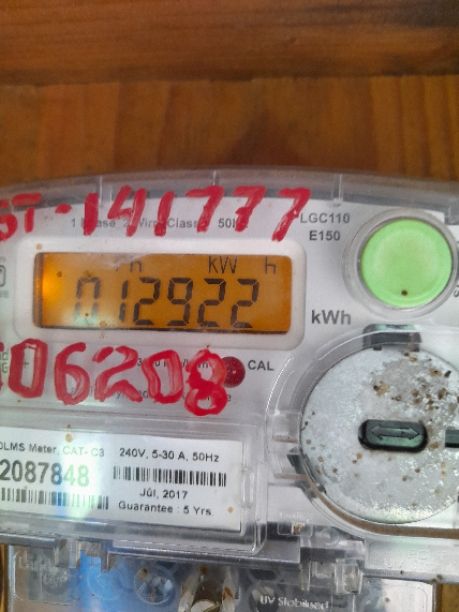 ST-141777
1 Phase, 2 Wire, Class 50Hz
LGC110
E150
kW h
012922
kWh
06208
CAL
DLMS Meter, CAT- C3
240V, 5-30 A, 50Hz
2087848
Jul, 2017
Guarantee : 5 Yrs.
UV Stabilised